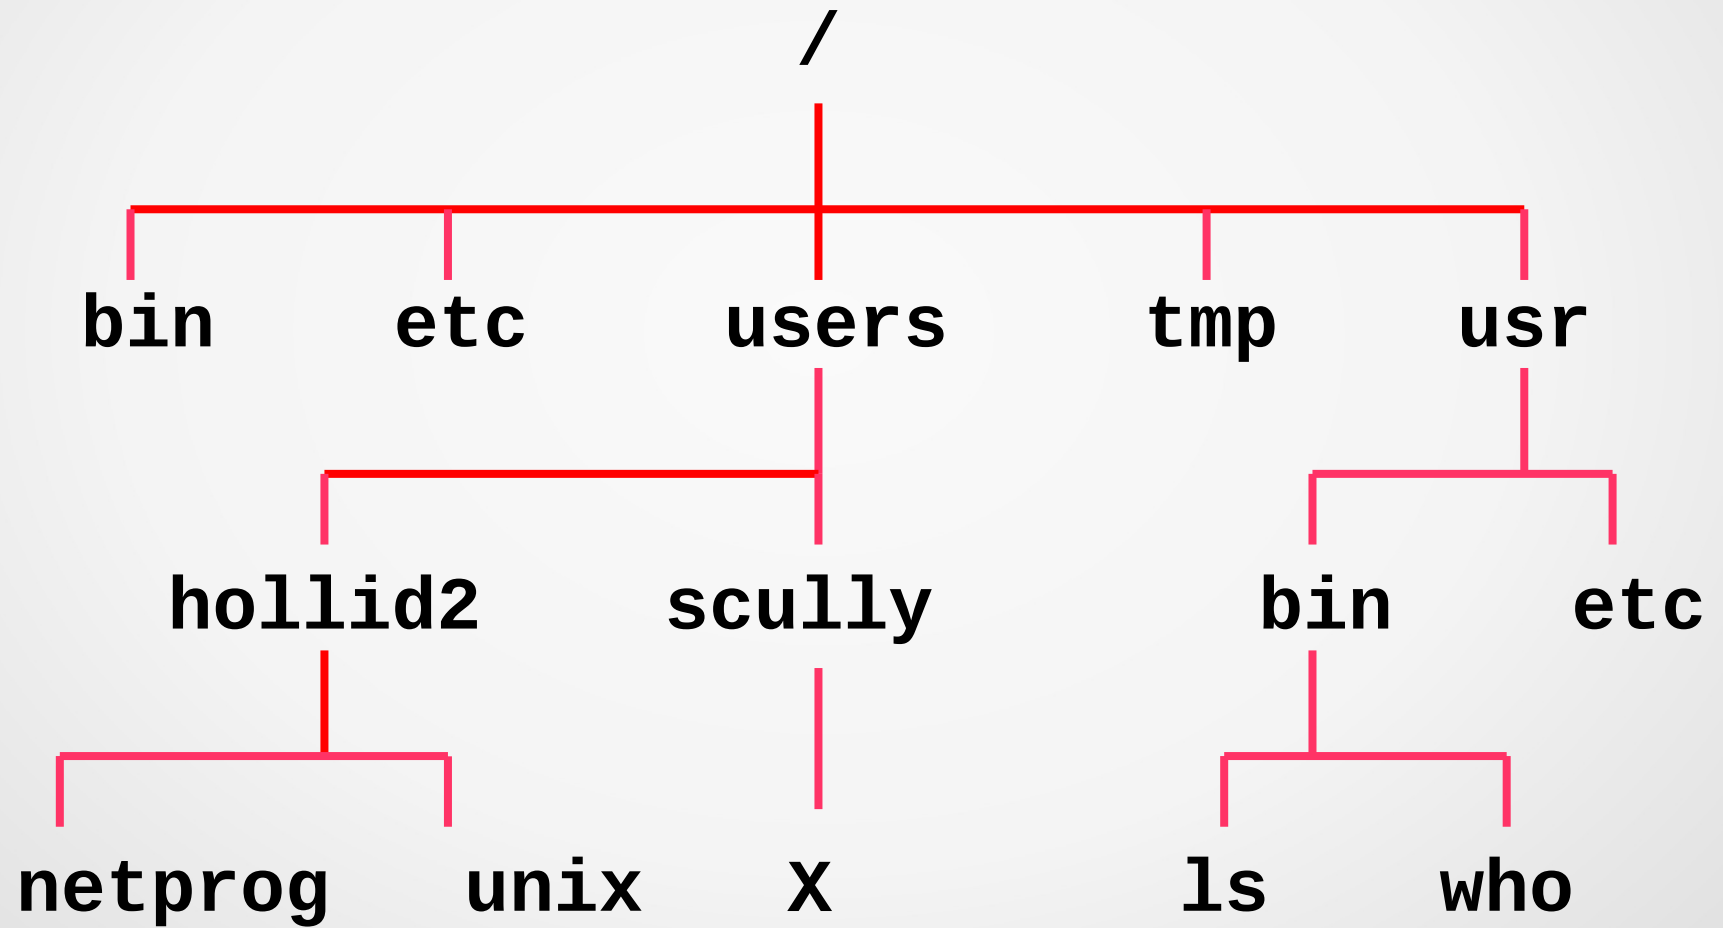 /
bin etc users tmp usr
hollid2 scully bin etc
netprog unix X ls who